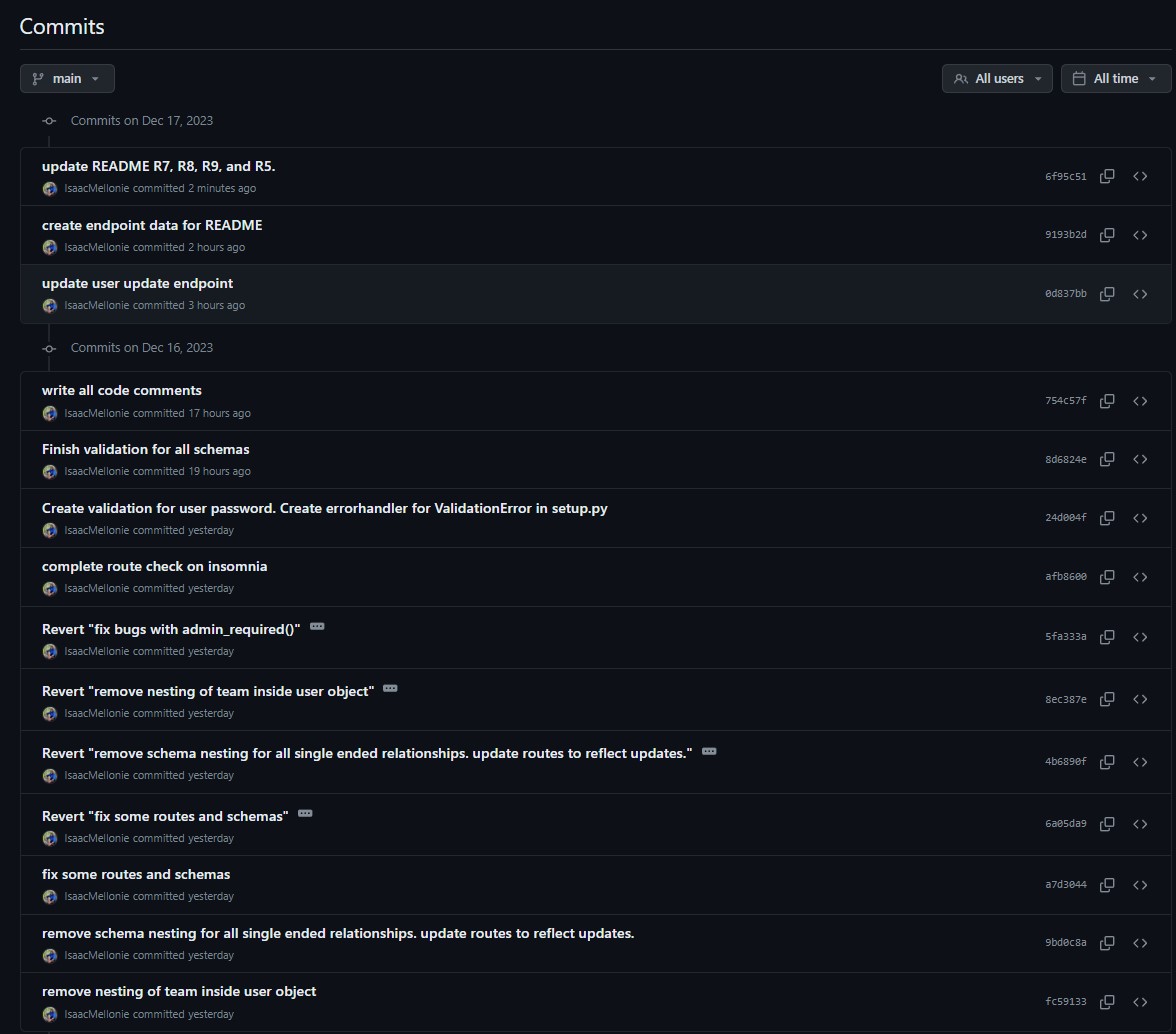 Commits
main
All users
All time
Commits on Dec 17, 2023
update README R7, R8, R9, and R5.
IsaacMellonie committed 2 minutes ago
6f95c51
create endpoint data for README
IsaacMellonie committed 2 hours ago
9193b2d
update user update endpoint
IsaacMellonie committed 3 hours ago
0d837bb
Commits on Dec 16, 2023
write all code comments
IsaacMellonie committed 17 hours ago
754c57f
Finish validation for all schemas
IsaacMellonie committed 19 hours ago
8d6824e
Create validation for user password. Create errorhandler for ValidationError in setup.py
IsaacMellonie committed yesterday
24d004f
complete route check on insomnia
IsaacMellonie committed yesterday
afb8600
Revert "fix bugs with admin_required()"
IsaacMellonie committed yesterday
5fa333a
Revert "remove nesting of team inside user object"
IsaacMellonie committed yesterday
8ec387e
Revert "remove schema nesting for all single ended relationships. update routes to reflect updates."
IsaacMellonie committed yesterday
4b6890f
Revert "fix some routes and schemas"
IsaacMellonie committed yesterday
6a05da9
fix some routes and schemas
IsaacMellonie committed yesterday
a7d3044
remove schema nesting for all single ended relationships. update routes to reflect updates.
IsaacMellonie committed yesterday
9bd0c8a
remove nesting of team inside user object
IsaacMellonie committed yesterday
fc59133